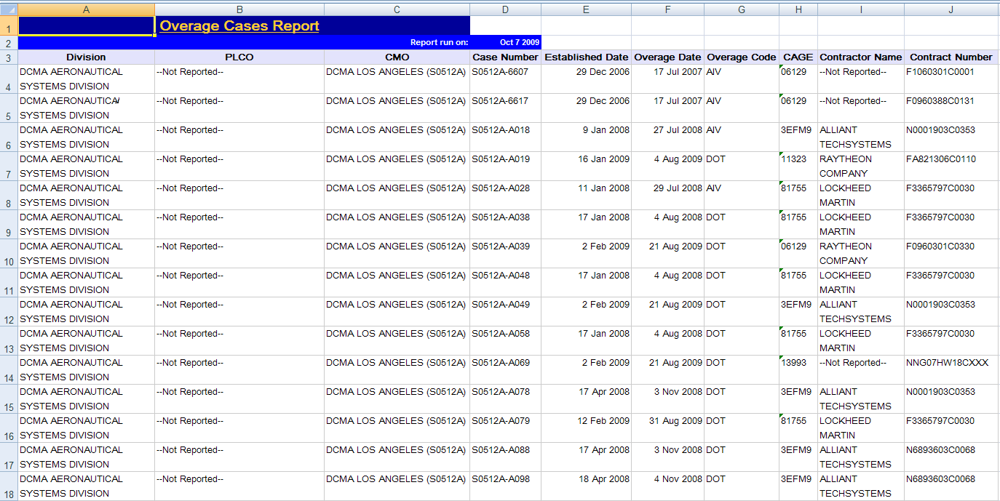 A B C D E F G H I J
1 Overage Cases Report
2 Report run on: Oct 7 2009
3 Division PLCO CMO Case Number Established Date Overage Date Overage Code CAGE Contractor Name Contract Number
DCMA AERONAUTICAL --Not Reported-- DCMA LOS ANGELES (S0512A) S0512A-6607 29 Dec 2006 17 Jul 2007 AIV 06129 --Not Reported-- F1060301C0001
4 SYSTEMS DIVISION
DCMA AERONAUTICAL --Not Reported-- DCMA LOS ANGELES (S0512A) S0512A-6617 29 Dec 2006 17 Jul 2007 AIV 06129 --Not Reported-- F0960388C0131
5 SYSTEMS DIVISION
DCMA AERONAUTICAL --Not Reported-- DCMA LOS ANGELES (S0512A) S0512A-A018 9 Jan 2008 27 Jul 2008 AIV 3EFM9 ALLIANT N0001903C0353
6 SYSTEMS DIVISION TECHSYSTEMS
DCMA AERONAUTICAL --Not Reported-- DCMA LOS ANGELES (S0512A) S0512A-A019 16 Jan 2009 4 Aug 2009 DOT 11323 RAYTHEON FA821306C0110
7 SYSTEMS DIVISION COMPANY
DCMA AERONAUTICAL --Not Reported-- DCMA LOS ANGELES (S0512A) S0512A-A028 11 Jan 2008 29 Jul 2008 AIV 81755 LOCKHEED F3365797C0030
8 SYSTEMS DIVISION MARTIN
DCMA AERONAUTICAL --Not Reported-- DCMA LOS ANGELES (S0512A) S0512A-A038 17 Jan 2008 4 Aug 2008 DOT 81755 LOCKHEED F3365797C0030
9 SYSTEMS DIVISION MARTIN
DCMA AERONAUTICAL --Not Reported-- DCMA LOS ANGELES (S0512A) S0512A-A039 2 Feb 2009 21 Aug 2009 DOT 06129 RAYTHEON F0960301C0330
10 SYSTEMS DIVISION COMPANY
DCMA AERONAUTICAL --Not Reported-- DCMA LOS ANGELES (S0512A) S0512A-A048 17 Jan 2008 4 Aug 2008 DOT 81755 LOCKHEED F3365797C0030
11 SYSTEMS DIVISION MARTIN
DCMA AERONAUTICAL --Not Reported-- DCMA LOS ANGELES (S0512A) S0512A-A049 2 Feb 2009 21 Aug 2009 DOT 3EFM9 ALLIANT N0001903C0353
12 SYSTEMS DIVISION TECHSYSTEMS
DCMA AERONAUTICAL --Not Reported-- DCMA LOS ANGELES (S0512A) S0512A-A058 17 Jan 2008 4 Aug 2008 DOT 81755 LOCKHEED F3365797C0030
13 SYSTEMS DIVISION MARTIN
DCMA AERONAUTICAL --Not Reported-- DCMA LOS ANGELES (S0512A) S0512A-A069 2 Feb 2009 21 Aug 2009 DOT 13993 --Not Reported-- NNG07HW18CXXX
14 SYSTEMS DIVISION
DCMA AERONAUTICAL --Not Reported-- DCMA LOS ANGELES (S0512A) S0512A-A078 17 Apr 2008 3 Nov 2008 DOT 3EFM9 ALLIANT N0001903C0353
15 SYSTEMS DIVISION TECHSYSTEMS
DCMA AERONAUTICAL --Not Reported-- DCMA LOS ANGELES (S0512A) S0512A-A079 12 Feb 2009 31 Aug 2009 DOT 81755 LOCKHEED F3365797C0030
16 SYSTEMS DIVISION MARTIN
DCMA AERONAUTICAL --Not Reported-- DCMA LOS ANGELES (S0512A) S0512A-A088 17 Apr 2008 3 Nov 2008 DOT 3EFM9 ALLIANT N6893603C0068
17 SYSTEMS DIVISION TECHSYSTEMS
DCMA AERONAUTICAL --Not Reported-- DCMA LOS ANGELES (S0512A) S0512A-A098 18 Apr 2008 4 Nov 2008 DOT 3EFM9 ALLIANT N6893603C0068
18 SYSTEMS DIVISION TECHSYSTEMS